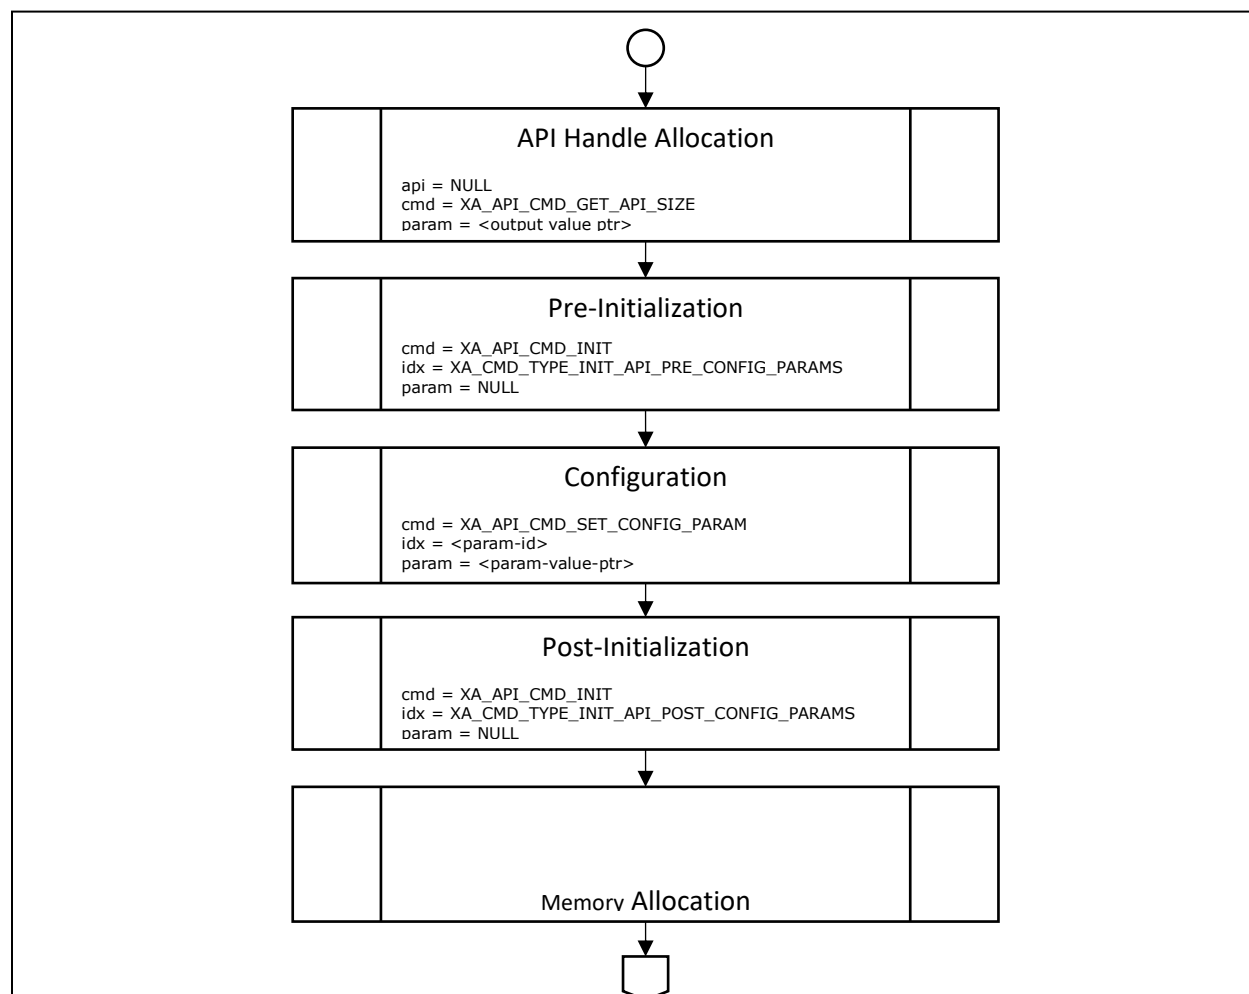 API Handle Allocation
api = NULL
cmd = XA_API_CMD_GET_API_SIZE
param = <output value ptr>
Pre-Initialization
cmd = XA_API_CMD_INIT
idx = XA_CMD_TYPE_INIT_API_PRE_CONFIG_PARAMS
param = NULL
Configuration
cmd = XA_API_CMD_SET_CONFIG_PARAM
idx = <param-id>
param = <param-value-ptr>
Post-Initialization
cmd = XA_API_CMD_INIT
idx = XA_CMD_TYPE_INIT_API_POST_CONFIG_PARAMS
param = NULL
Memory Allocation